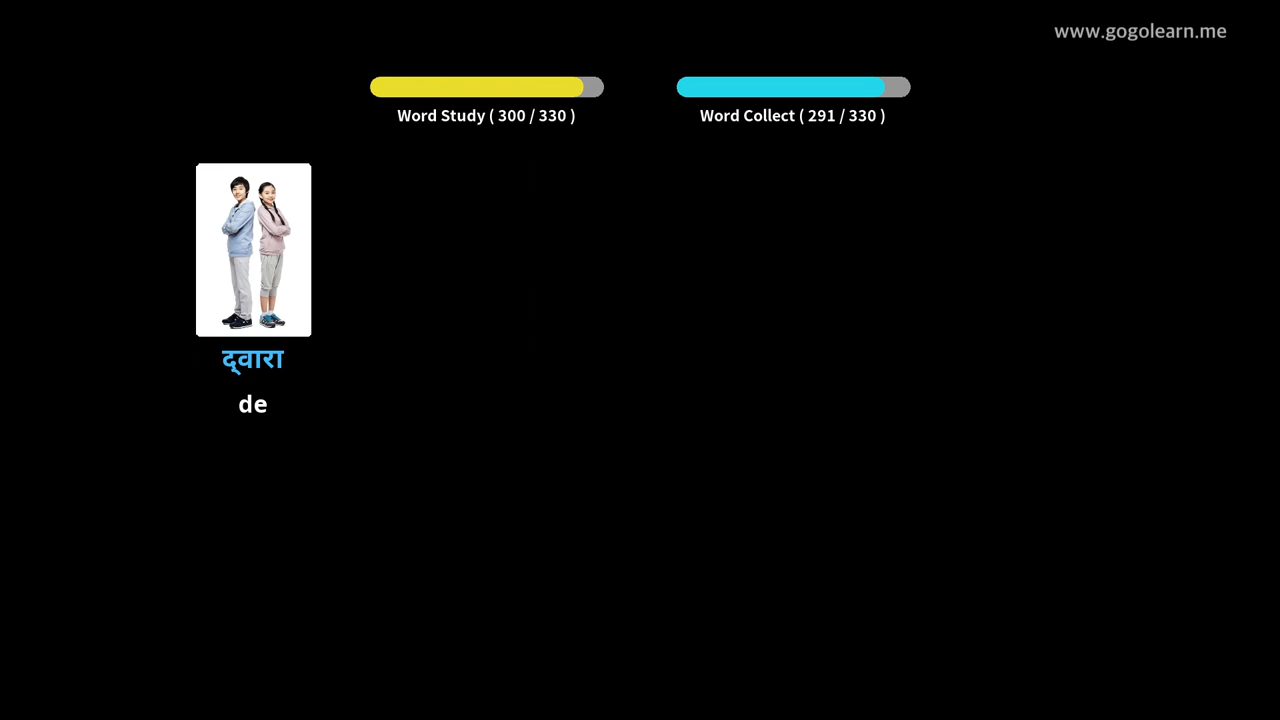 www.gogolearn.me
Word Study ( 300 / 330 )
Word Collect ( 291 / 330 )
द्वारा
de